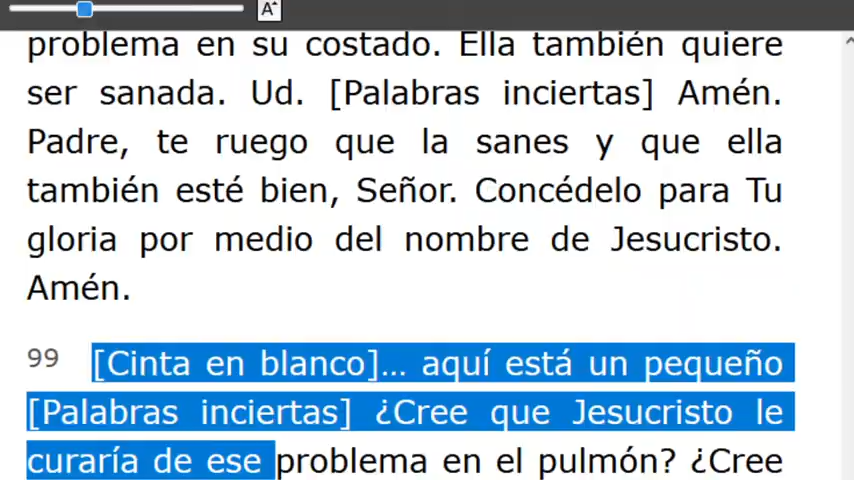 A
problema en su costado. Ella también quiere
ser sanada. Ud. [Palabras inciertas] Amén.
Padre, te ruego que la sanes y que ella
también esté bien, Señor. Concédelo para Tu
gloria por medio del nombre de Jesucristo.
Amén.
99 [Cinta en blanco]... aquí está un pequeño
[Palabras inciertas] ¿Cree que Jesucristo le
curaría de ese problema en el pulmón? ¿Cree